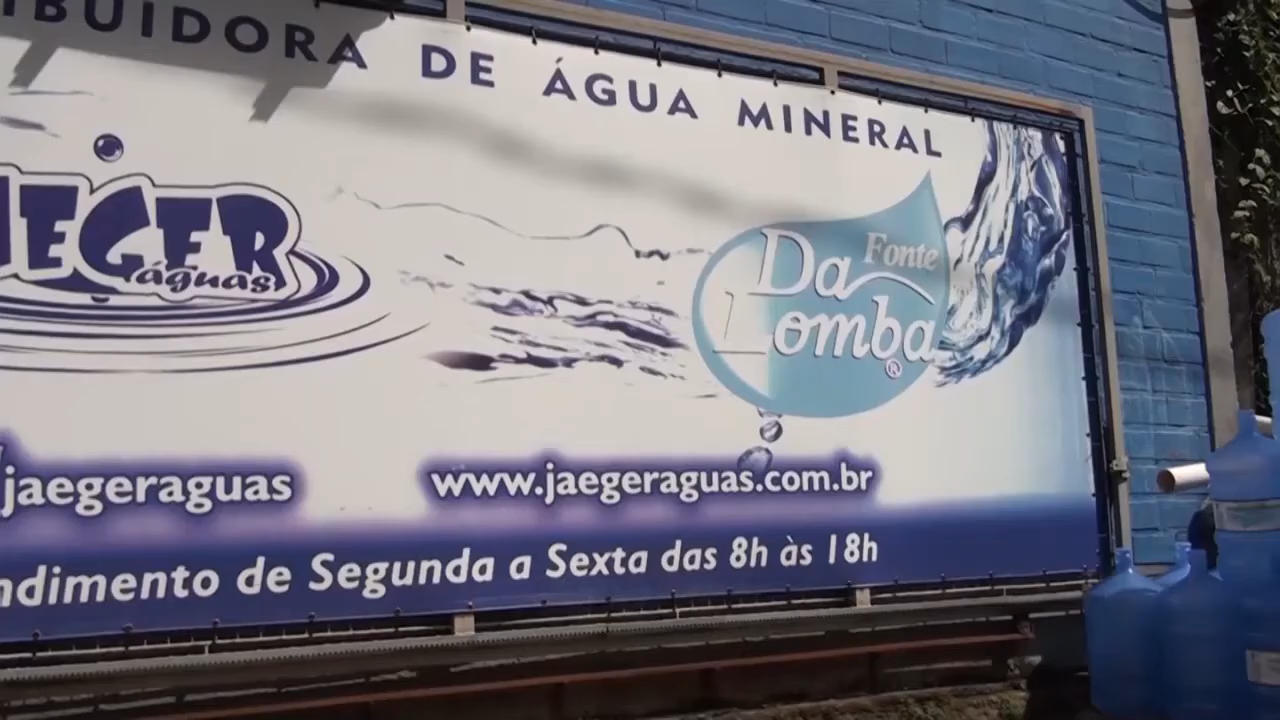 IBUIDORA DE ÁGUA MINERAL
AEGER
águas
Fonte
Da
Lomba
®
jaegeraguas
www.jaegeraguas.com.br
ndimento de Segunda a Sexta das 8h às 18h